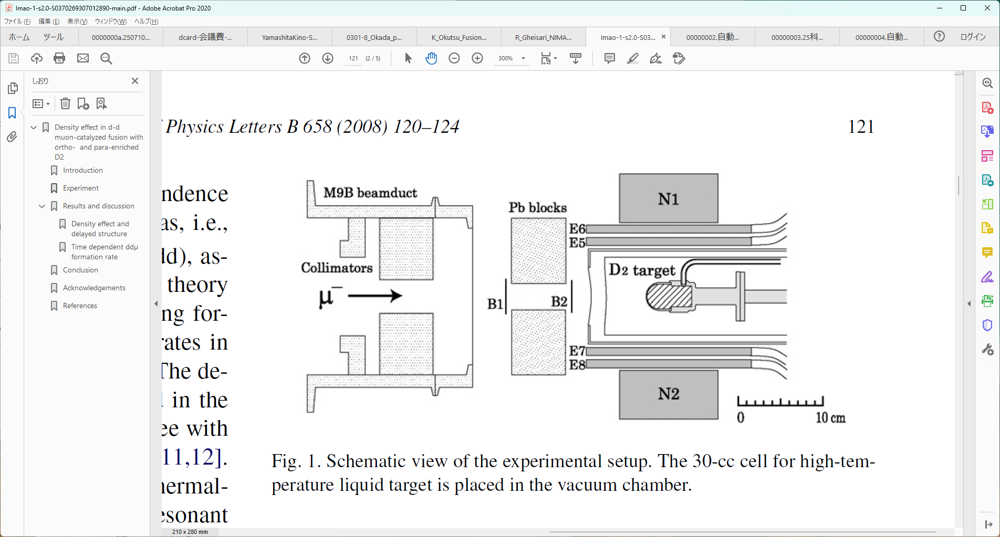 lmao-1-s2.0-S0370269307012890-main.pdf - Adobe Acrobat Pro 2020
ファイル (F) 編集 (E) 表示(V) ウィンドウ(W) ヘルプ(H)
ホーム ツール 0000000a.250710... dcard-会議費-... YamashitaKino-S... 0301-8_Okada_p... K_Okutsu_Fusion... R_Gheisari_NIMA... lmao-1-s2.0-S03... 00000002.自動... 00000003.25科... 00000004.自動... ログイン
121 (2 / 5) 300%
しおり
Density effect in d-d
muon-catalyzed fusion with
ortho- and para-enriched
D2
Introduction
Experiment
Results and discussion
Density effect and
delayed structure
Time dependent ddμ
formation rate
Conclusion
Acknowledgements
References
/ Physics Letters B 658 (2008) 120–124 121
ndence
as, i.e.,
dd), as-
theory
ng for-
rates in
The de-
in the
ee with
11,12].
hermal-
esonant
M9B beamduct
Collimators
μ−
Pb blocks
B1
B2
N1
E6
E5
D2 target
E7
E8
N2
0 10 cm
Fig. 1. Schematic view of the experimental setup. The 30-cc cell for high-tem-
perature liquid target is placed in the vacuum chamber.
210 x 280 mm